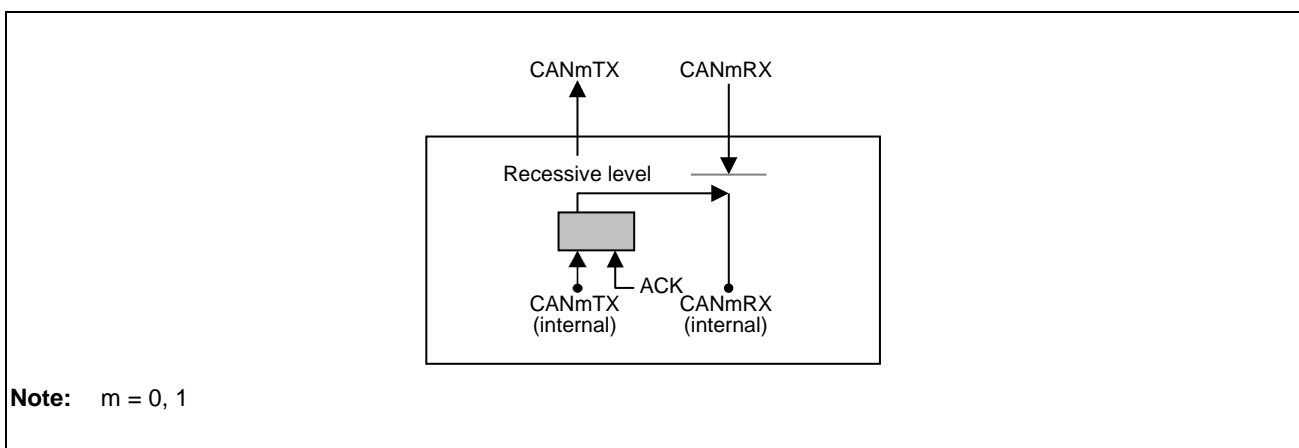 CANmTX CANmRX
Recessive level
ACK
CANmTX
(internal)
CANmRX
(internal)
Note: m = 0, 1